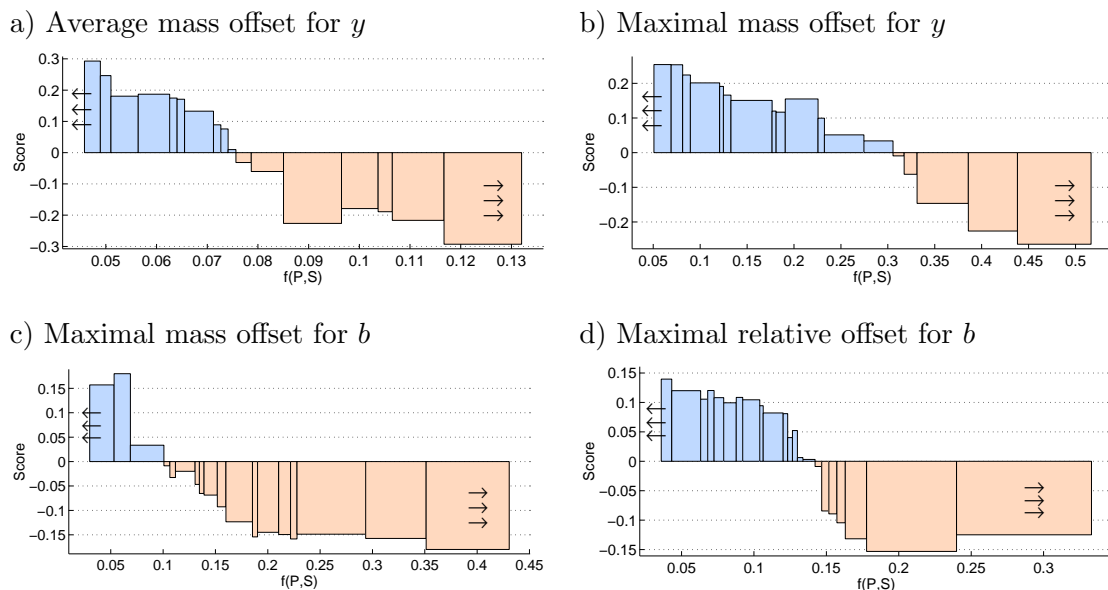 a) Average mass offset for y
0.3
0.2
0.1
0
−0.1
−0.2
−0.3
Score
0.05 0.06 0.07 0.08 0.09 0.1 0.11 0.12 0.13
f(P,S)
b) Maximal mass offset for y
0.2
0.1
0
−0.1
−0.2
Score
0.05 0.1 0.15 0.2 0.25 0.3 0.35 0.4 0.45 0.5
f(P,S)
c) Maximal mass offset for b
0.15
0.1
0.05
0
−0.05
−0.1
−0.15
Score
0.05 0.1 0.15 0.2 0.25 0.3 0.35 0.4 0.45
f(P,S)
d) Maximal relative offset for b
0.15
0.1
0.05
0
−0.05
−0.1
−0.15
Score
0.05 0.1 0.15 0.2 0.25 0.3
f(P,S)